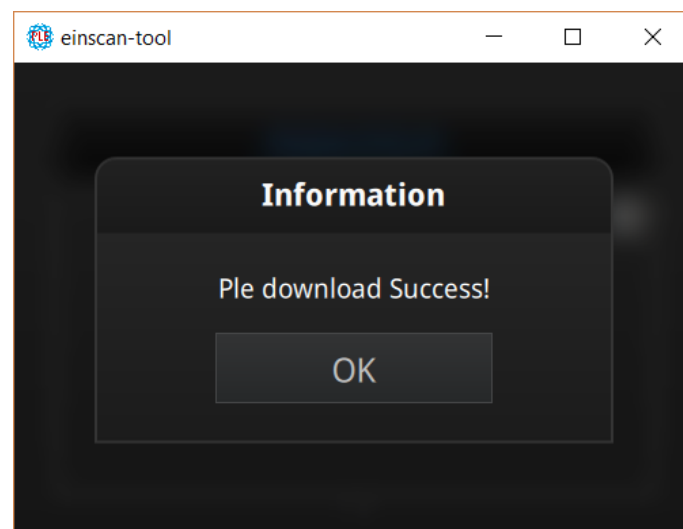 PLE
einscan-tool
Information
Ple download Success!
OK